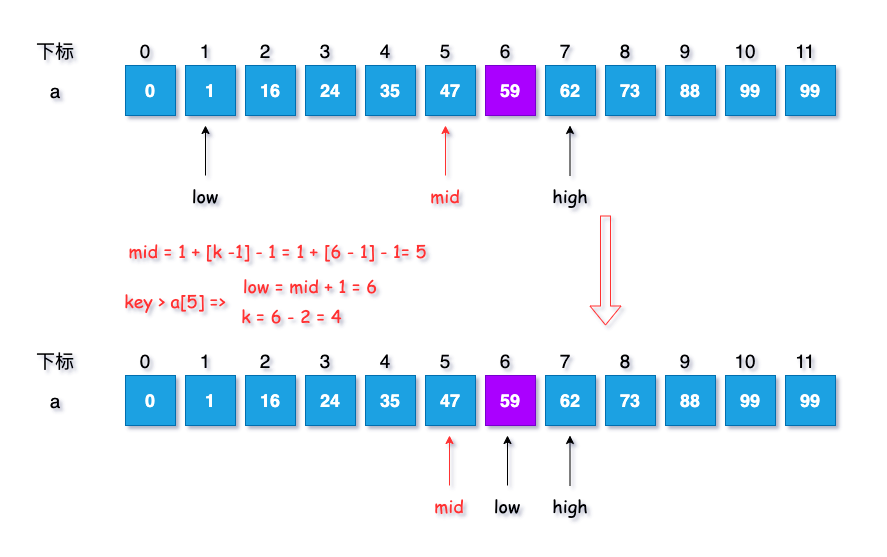 下标 0 1 2 3 4 5 6 7 8 9 10 11
a 0 1 16 24 35 47 59 62 73 88 99 99
low mid high
mid = 1 + [k -1] - 1 = 1 + [6 - 1] - 1= 5
low = mid + 1 = 6
key > a[5] =>
k = 6 - 2 = 4
下标 0 1 2 3 4 5 6 7 8 9 10 11
a 0 1 16 24 35 47 59 62 73 88 99 99
mid low high